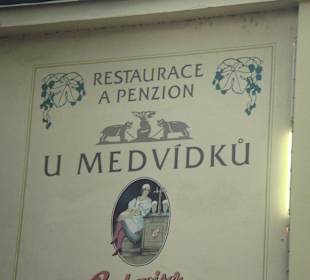 RESTAURACE
A PENZION
U MEDVÍDKŮ